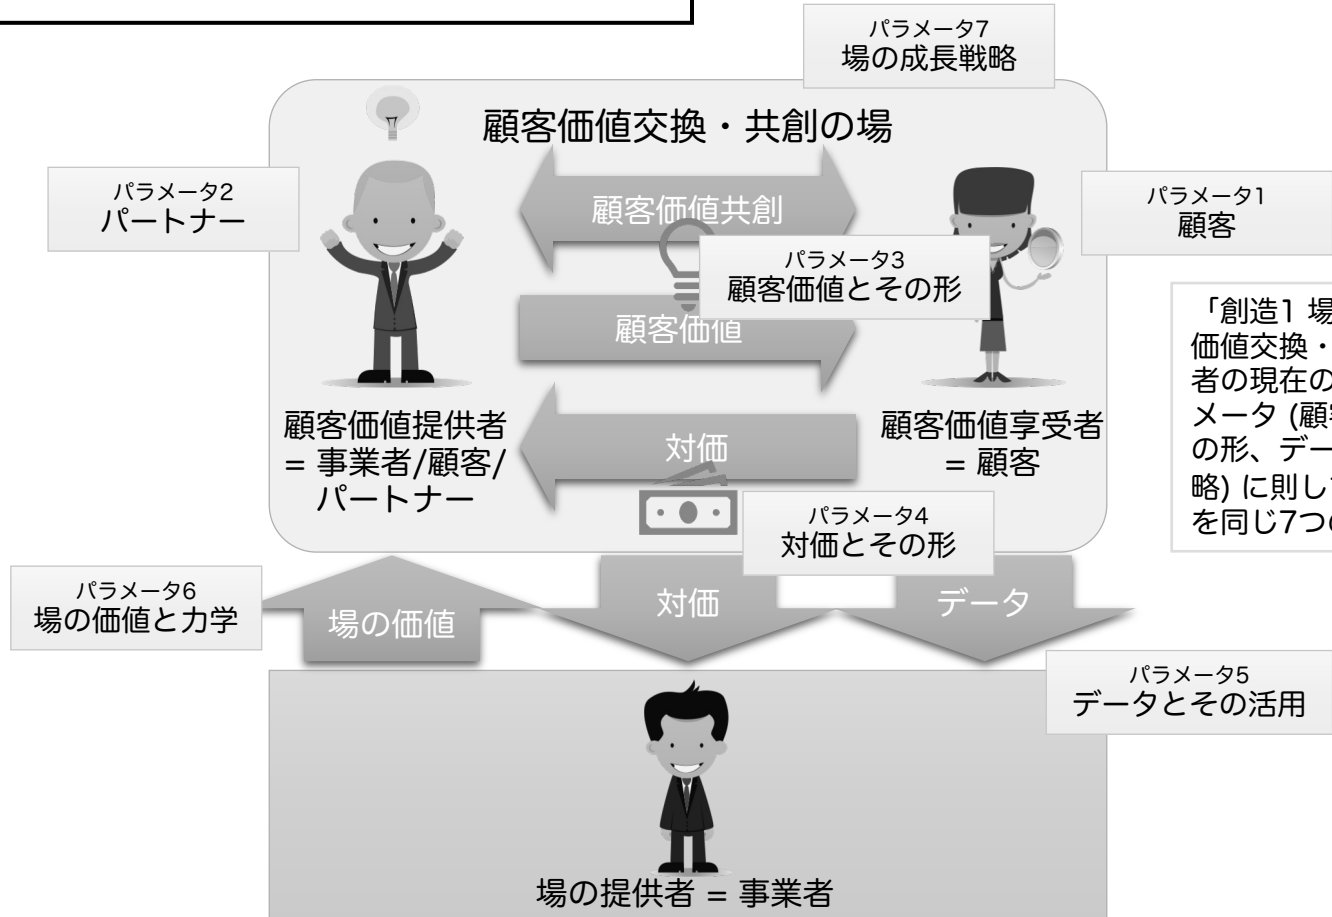 パラメータ7
場の成長戦略
顧客価値交換・共創の場
パラメータ2
パートナー
顧客価値共創
パラメータ1
顧客
パラメータ3
顧客価値とその形
顧客価値
「創造1 場
価値交換・
者の現在の
メータ (顧客
の形、デー
略) に則し
を同じ7つの
顧客価値提供者
= 事業者/顧客/
パートナー
対価
顧客価値享受者
= 顧客
パラメータ4
対価とその形
パラメータ6
場の価値と力学
場の価値
対価
データ
パラメータ5
データとその活用
場の提供者 = 事業者